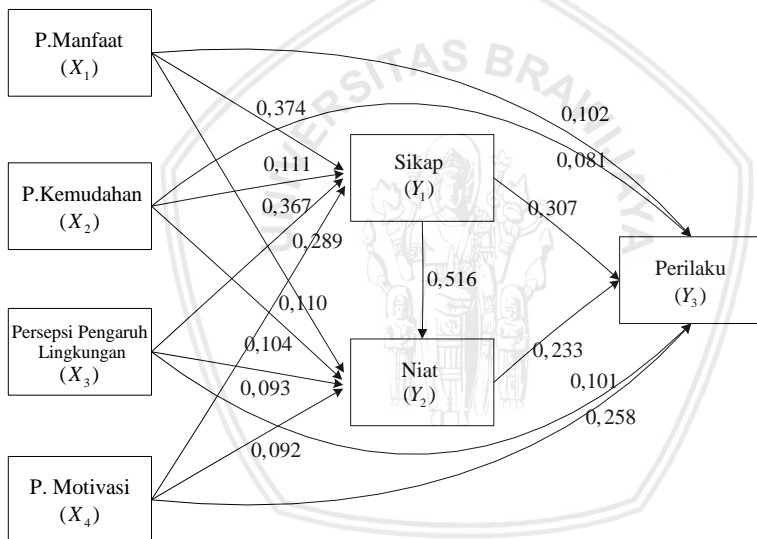 P.Manfaat
(X₁)
P.Kemudahan
(X₂)
Persepsi Pengaruh
Lingkungan
(X₃)
P. Motivasi
(X₄)
0,374
0,111
0,367
0,289
0,110
0,104
0,093
0,092
Sikap
(Y₁)
0,516
Niat
(Y₂)
0,102
0,081
0,307
0,233
0,101
0,258
Perilaku
(Y₃)
UNIVERSITAS BRAWIJAYA